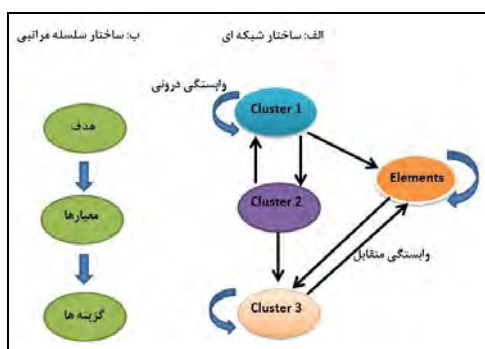 الف: ساختار شبکه ای
ب: ساختار سلسله مراتبی
وابستگی درونی
Cluster 1
هدف
Elements
Cluster 2
معیارها
وابستگی متقابل
Cluster 3
گزینه ها